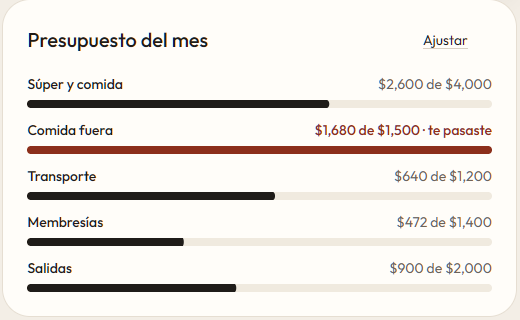 Presupuesto del mes Ajustar
Súper y comida $2,600 de $4,000
Comida fuera $1,680 de $1,500 · te pasaste
Transporte $640 de $1,200
Membresías $472 de $1,400
Salidas $900 de $2,000